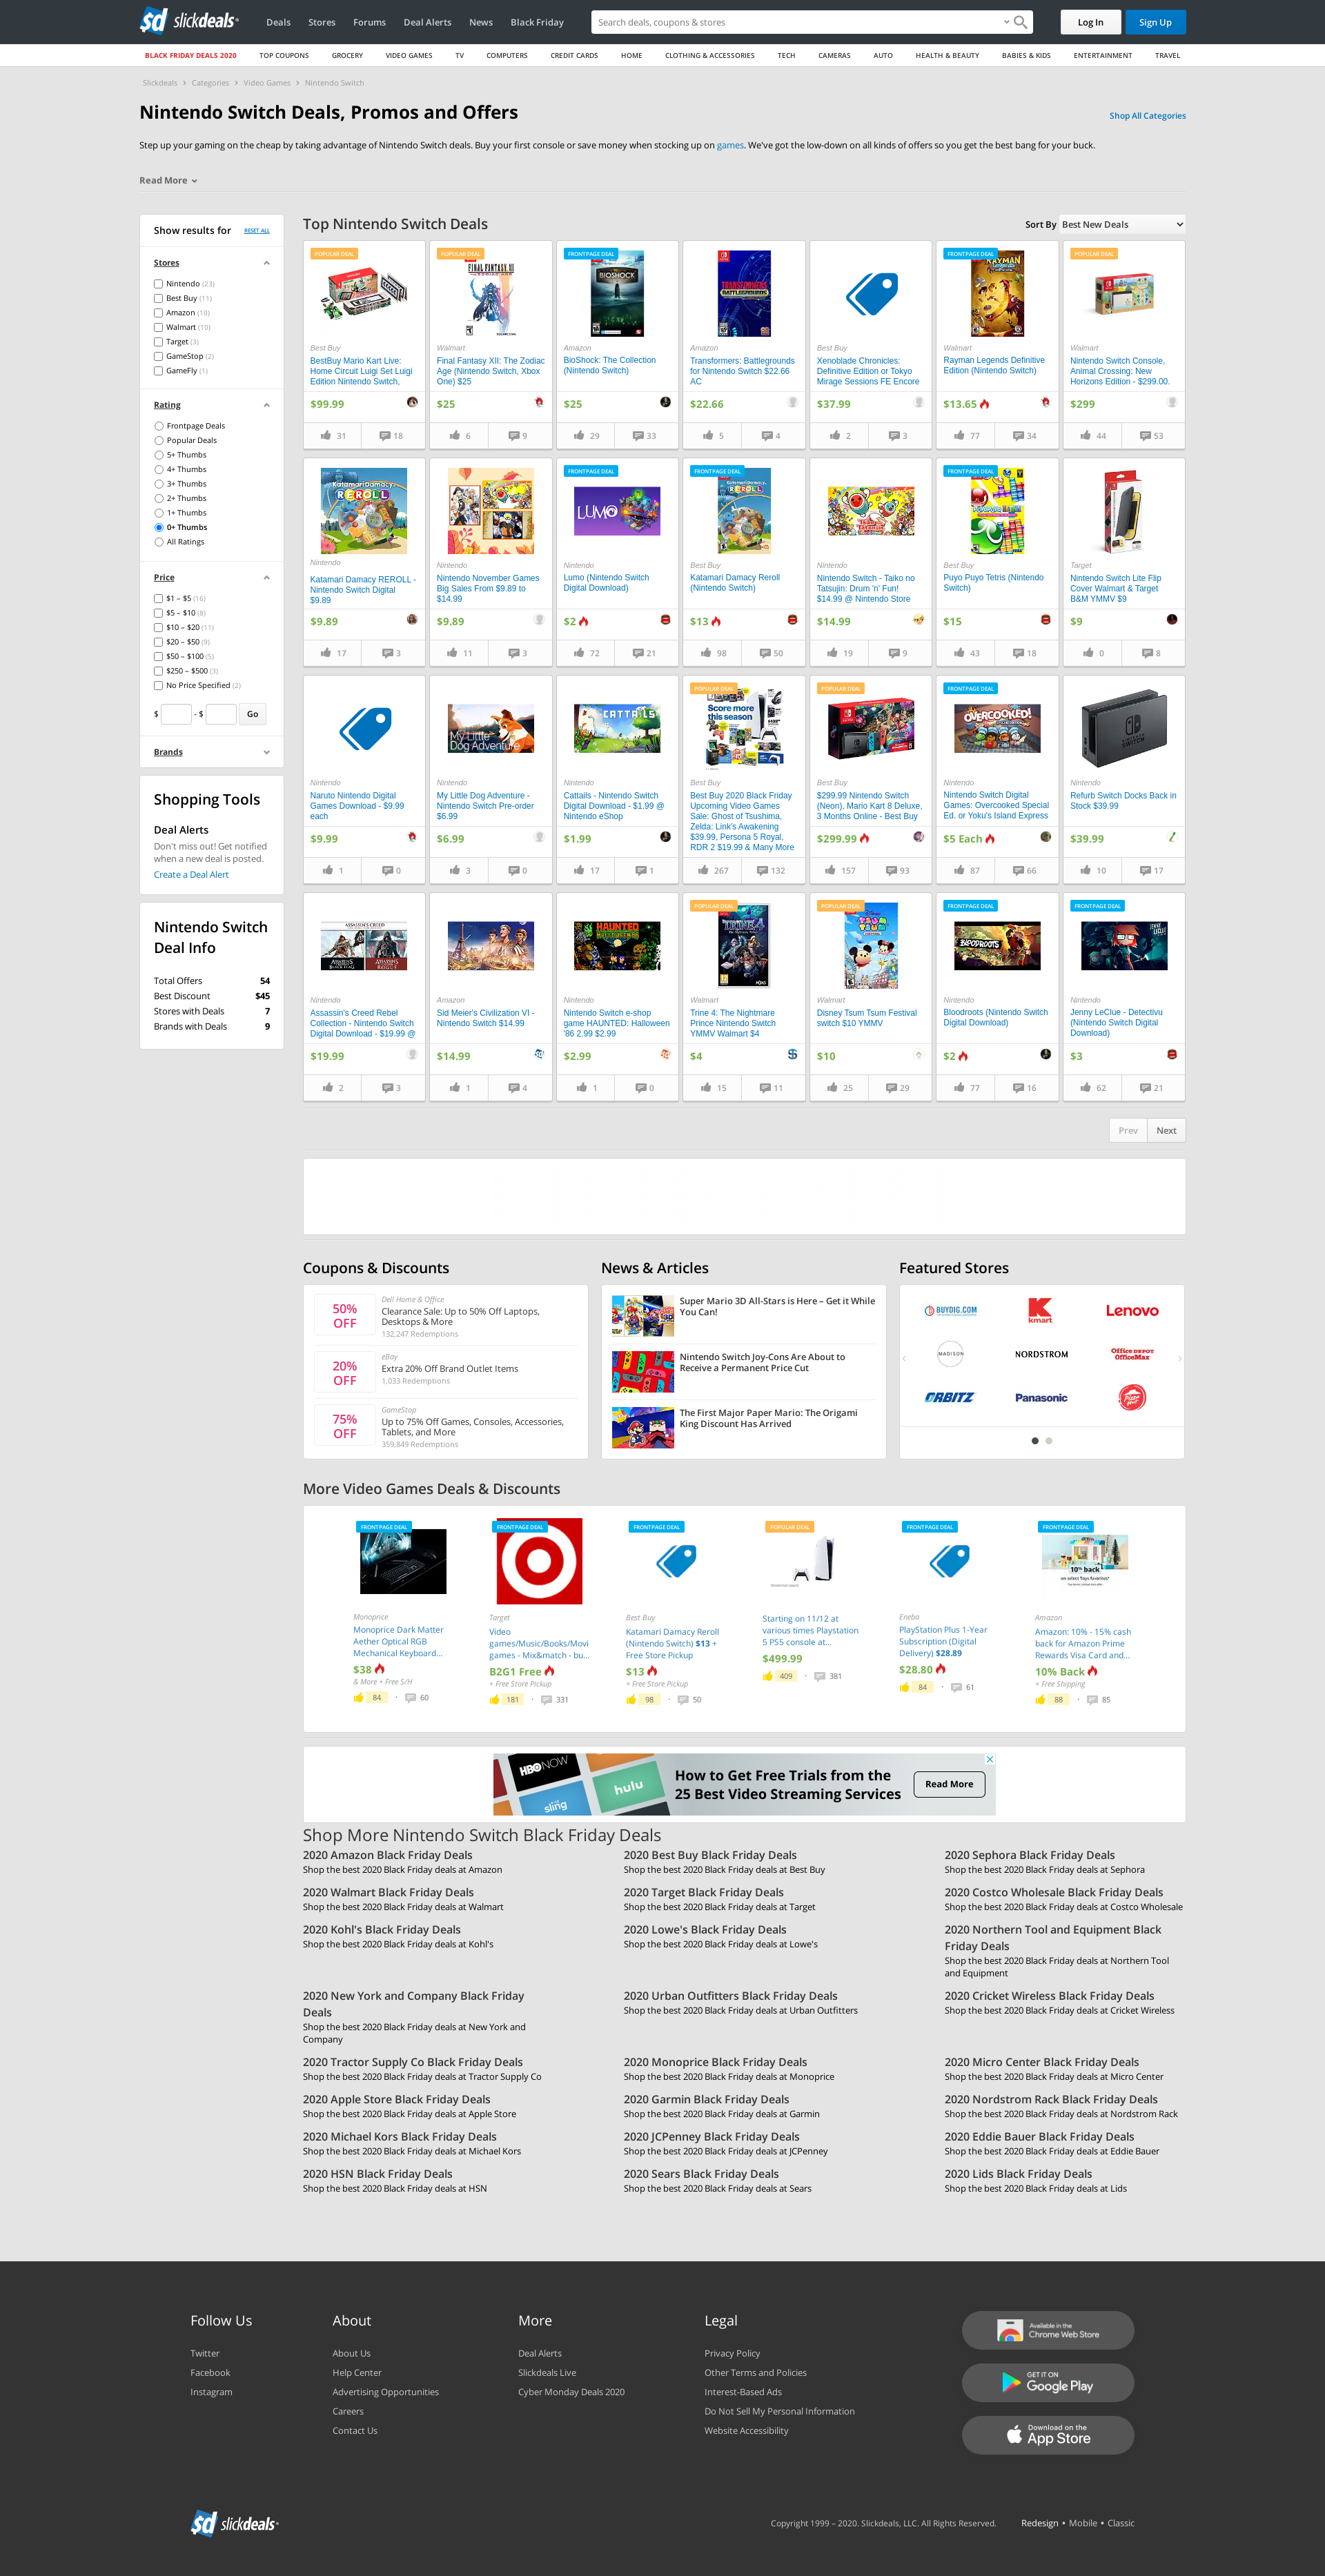 slickdeals
Deals
Stores
Forums
Deal Alerts
News
Black Friday
Search deals, coupons & stores
Log In
Sign Up
BLACK FRIDAY DEALS 2020
TOP COUPONS
GROCERY
VIDEO GAMES
TV
COMPUTERS
CREDIT CARDS
HOME
CLOTHING & ACCESSORIES
TECH
CAMERAS
AUTO
HEALTH & BEAUTY
BABIES & KIDS
ENTERTAINMENT
TRAVEL
Slickdeals > Categories > Video Games > Nintendo Switch
Nintendo Switch Deals, Promos and Offers
Shop All Categories
Step up your gaming on the cheap by taking advantage of Nintendo Switch deals. Buy your first console or save money when stocking up on games. We've got the low-down on all kinds of offers so you get the best bang for your buck.
Read More
Show results for
RESET ALL
Stores
Nintendo (23)
Best Buy (11)
Amazon (10)
Walmart (10)
Target (3)
GameStop (2)
GameFly (1)
Rating
Frontpage Deals
Popular Deals
5+ Thumbs
4+ Thumbs
3+ Thumbs
2+ Thumbs
1+ Thumbs
0+ Thumbs
All Ratings
Price
$1 – $5 (16)
$5 – $10 (8)
$10 – $20 (11)
$20 – $50 (9)
$50 – $100 (5)
$250 – $500 (3)
No Price Specified (2)
$ - $ Go
Brands
Shopping Tools
Deal Alerts
Don't miss out! Get notified
when a new deal is posted.
Create a Deal Alert
Nintendo Switch
Deal Info
Total Offers 54
Best Discount $45
Stores with Deals 7
Brands with Deals 9
Top Nintendo Switch Deals
Sort By Best New Deals
POPULAR DEAL
Best Buy
BestBuy Mario Kart Live:
Home Circuit Luigi Set Luigi
Edition Nintendo Switch,
$99.99
31 18
POPULAR DEAL
FINAL FANTASY XII
Walmart
Final Fantasy XII: The Zodiac
Age (Nintendo Switch, Xbox
One) $25
$25
6 9
FRONTPAGE DEAL
BIOSHOCK
Amazon
BioShock: The Collection
(Nintendo Switch)
$25
29 33
TRANSFORMERS
BATTLEGROUNDS
Amazon
Transformers: Battlegrounds
for Nintendo Switch $22.66
AC
$22.66
5 4
Best Buy
Xenoblade Chronicles:
Definitive Edition or Tokyo
Mirage Sessions FE Encore
$37.99
2 3
FRONTPAGE DEAL
RAYMAN
Walmart
Rayman Legends Definitive
Edition (Nintendo Switch)
$13.65
77 34
POPULAR DEAL
Walmart
Nintendo Switch Console,
Animal Crossing: New
Horizons Edition - $299.00.
$299
44 53
Katamari Damacy
REROLL
Nintendo
Katamari Damacy REROLL -
Nintendo Switch Digital
$9.89
$9.89
17 3
Nintendo
Nintendo November Games
Big Sales From $9.89 to
$14.99
$9.89
11 3
FRONTPAGE DEAL
LUMO
Nintendo
Lumo (Nintendo Switch
Digital Download)
$2
72 21
FRONTPAGE DEAL
Katamari Damacy
REROLL
Best Buy
Katamari Damacy Reroll
(Nintendo Switch)
$13
98 50
Nintendo
Nintendo Switch - Taiko no
Tatsujin: Drum 'n' Fun!
$14.99 @ Nintendo Store
$14.99
19 9
FRONTPAGE DEAL
Best Buy
Puyo Puyo Tetris (Nintendo
Switch)
$15
43 18
Target
Nintendo Switch Lite Flip
Cover Walmart & Target
B&M YMMV $9
$9
0 8
Nintendo
Naruto Nintendo Digital
Games Download - $9.99
each
$9.99
1 0
My Little
Dog Adventure
Nintendo
My Little Dog Adventure -
Nintendo Switch Pre-order
$6.99
$6.99
3 0
CATTAILS
Nintendo
Cattails - Nintendo Switch
Digital Download - $1.99 @
Nintendo eShop
$1.99
17 1
POPULAR DEAL
Score more
this season
Best Buy
Best Buy 2020 Black Friday
Upcoming Video Games
Sale: Ghost of Tsushima,
Zelda: Link's Awakening
$39.99, Persona 5 Royal,
RDR 2 $19.99 & Many More
267 132
POPULAR DEAL
Best Buy
$299.99 Nintendo Switch
(Neon), Mario Kart 8 Deluxe,
3 Months Online - Best Buy
$299.99
157 93
FRONTPAGE DEAL
OVERCOOKED!
Nintendo
Nintendo Switch Digital
Games: Overcooked Special
Ed. or Yoku's Island Express
$5 Each
87 66
NINTENDO
SWITCH
Nintendo
Refurb Switch Docks Back in
Stock $39.99
$39.99
10 17
ASSASSIN'S CREED
Nintendo
Assassin's Creed Rebel
Collection - Nintendo Switch
Digital Download - $19.99 @
$19.99
2 3
Amazon
Sid Meier's Civilization VI -
Nintendo Switch $14.99
$14.99
1 4
HAUNTED
Nintendo
Nintendo Switch e-shop
game HAUNTED: Halloween
'86 2.99 $2.99
$2.99
1 0
POPULAR DEAL
TRINE 4
Walmart
Trine 4: The Nightmare
Prince Nintendo Switch
YMMV Walmart $4
$4
15 11
POPULAR DEAL
TSUM
TSUM
Walmart
Disney Tsum Tsum Festival
switch $10 YMMV
$10
25 29
FRONTPAGE DEAL
BLOODROOTS
Nintendo
Bloodroots (Nintendo Switch
Digital Download)
$2
77 16
FRONTPAGE DEAL
JENNY LECLUE
Nintendo
Jenny LeClue - Detectivu
(Nintendo Switch Digital
Download)
$3
62 21
Prev Next
Coupons & Discounts
50%
OFF
Dell Home & Office
Clearance Sale: Up to 50% Off Laptops,
Desktops & More
132,247 Redemptions
20%
OFF
eBay
Extra 20% Off Brand Outlet Items
1,033 Redemptions
75%
OFF
GameStop
Up to 75% Off Games, Consoles, Accessories,
Tablets, and More
359,849 Redemptions
News & Articles
Super Mario 3D All-Stars is Here – Get it While
You Can!
Nintendo Switch Joy-Cons Are About to
Receive a Permanent Price Cut
The First Major Paper Mario: The Origami
King Discount Has Arrived
Featured Stores
BUYDIG.COM
kmart
Lenovo
MADISON
NORDSTROM
Office DEPOT
OfficeMax
ORBITZ
Panasonic
Pizza Hut
More Video Games Deals & Discounts
FRONTPAGE DEAL
Monoprice
Monoprice Dark Matter
Aether Optical RGB
Mechanical Keyboard...
$38
& More + Free S/H
84 · 60
FRONTPAGE DEAL
Target
Video
games/Music/Books/Movi
games - Mix&match - bu...
B2G1 Free
+ Free Store Pickup
181 · 331
FRONTPAGE DEAL
Best Buy
Katamari Damacy Reroll
(Nintendo Switch) $13 +
Free Store Pickup
$13
+ Free Store Pickup
98 · 50
POPULAR DEAL
Starting on 11/12 at
various times Playstation
5 PS5 console at...
$499.99
409 · 381
FRONTPAGE DEAL
Eneba
PlayStation Plus 1-Year
Subscription (Digital
Delivery) $28.89
$28.80
84 · 61
FRONTPAGE DEAL
10% back
Amazon
Amazon: 10% - 15% cash
back for Amazon Prime
Rewards Visa Card and...
10% Back
+ Free Shipping
88 · 85
HBO NOW
hulu
sling
How to Get Free Trials from the
25 Best Video Streaming Services
Read More
Shop More Nintendo Switch Black Friday Deals
2020 Amazon Black Friday Deals
Shop the best 2020 Black Friday deals at Amazon
2020 Best Buy Black Friday Deals
Shop the best 2020 Black Friday deals at Best Buy
2020 Sephora Black Friday Deals
Shop the best 2020 Black Friday deals at Sephora
2020 Walmart Black Friday Deals
Shop the best 2020 Black Friday deals at Walmart
2020 Target Black Friday Deals
Shop the best 2020 Black Friday deals at Target
2020 Costco Wholesale Black Friday Deals
Shop the best 2020 Black Friday deals at Costco Wholesale
2020 Kohl's Black Friday Deals
Shop the best 2020 Black Friday deals at Kohl's
2020 Lowe's Black Friday Deals
Shop the best 2020 Black Friday deals at Lowe's
2020 Northern Tool and Equipment Black
Friday Deals
Shop the best 2020 Black Friday deals at Northern Tool
and Equipment
2020 New York and Company Black Friday
Deals
Shop the best 2020 Black Friday deals at New York and
Company
2020 Urban Outfitters Black Friday Deals
Shop the best 2020 Black Friday deals at Urban Outfitters
2020 Cricket Wireless Black Friday Deals
Shop the best 2020 Black Friday deals at Cricket Wireless
2020 Tractor Supply Co Black Friday Deals
Shop the best 2020 Black Friday deals at Tractor Supply Co
2020 Monoprice Black Friday Deals
Shop the best 2020 Black Friday deals at Monoprice
2020 Micro Center Black Friday Deals
Shop the best 2020 Black Friday deals at Micro Center
2020 Apple Store Black Friday Deals
Shop the best 2020 Black Friday deals at Apple Store
2020 Garmin Black Friday Deals
Shop the best 2020 Black Friday deals at Garmin
2020 Nordstrom Rack Black Friday Deals
Shop the best 2020 Black Friday deals at Nordstrom Rack
2020 Michael Kors Black Friday Deals
Shop the best 2020 Black Friday deals at Michael Kors
2020 JCPenney Black Friday Deals
Shop the best 2020 Black Friday deals at JCPenney
2020 Eddie Bauer Black Friday Deals
Shop the best 2020 Black Friday deals at Eddie Bauer
2020 HSN Black Friday Deals
Shop the best 2020 Black Friday deals at HSN
2020 Sears Black Friday Deals
Shop the best 2020 Black Friday deals at Sears
2020 Lids Black Friday Deals
Shop the best 2020 Black Friday deals at Lids
Follow Us
Twitter
Facebook
Instagram
About
About Us
Help Center
Advertising Opportunities
Careers
Contact Us
More
Deal Alerts
Slickdeals Live
Cyber Monday Deals 2020
Legal
Privacy Policy
Other Terms and Policies
Interest-Based Ads
Do Not Sell My Personal Information
Website Accessibility
Available in the
Chrome Web Store
GET IT ON
Google Play
Download on the
App Store
slickdeals
Copyright 1999 – 2020. Slickdeals, LLC. All Rights Reserved.
Redesign • Mobile • Classic